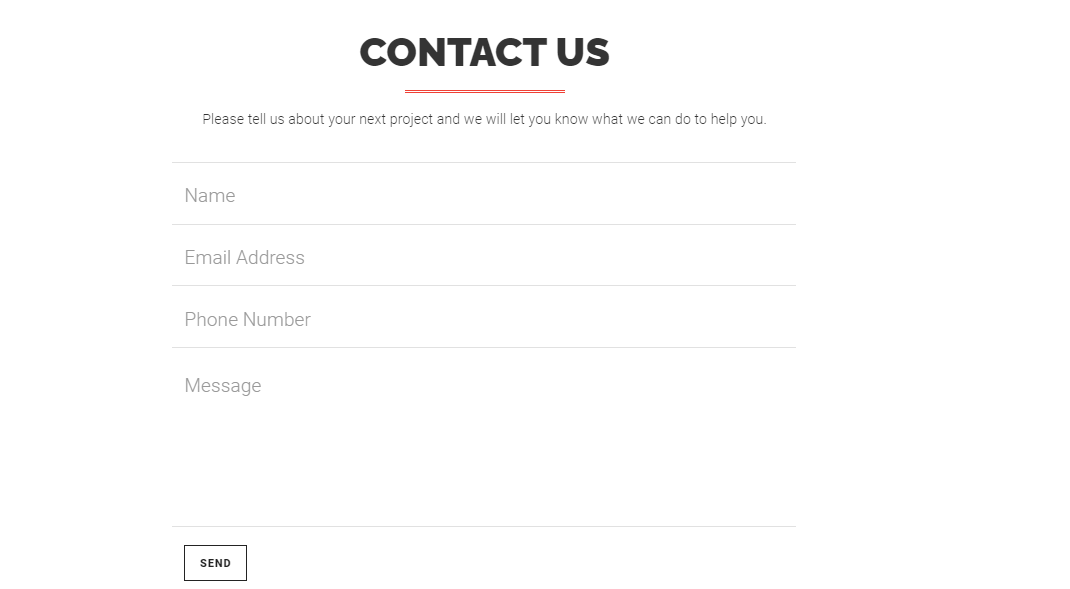 CONTACT US
Please tell us about your next project and we will let you know what we can do to help you.
Name
Email Address
Phone Number
Message
SEND